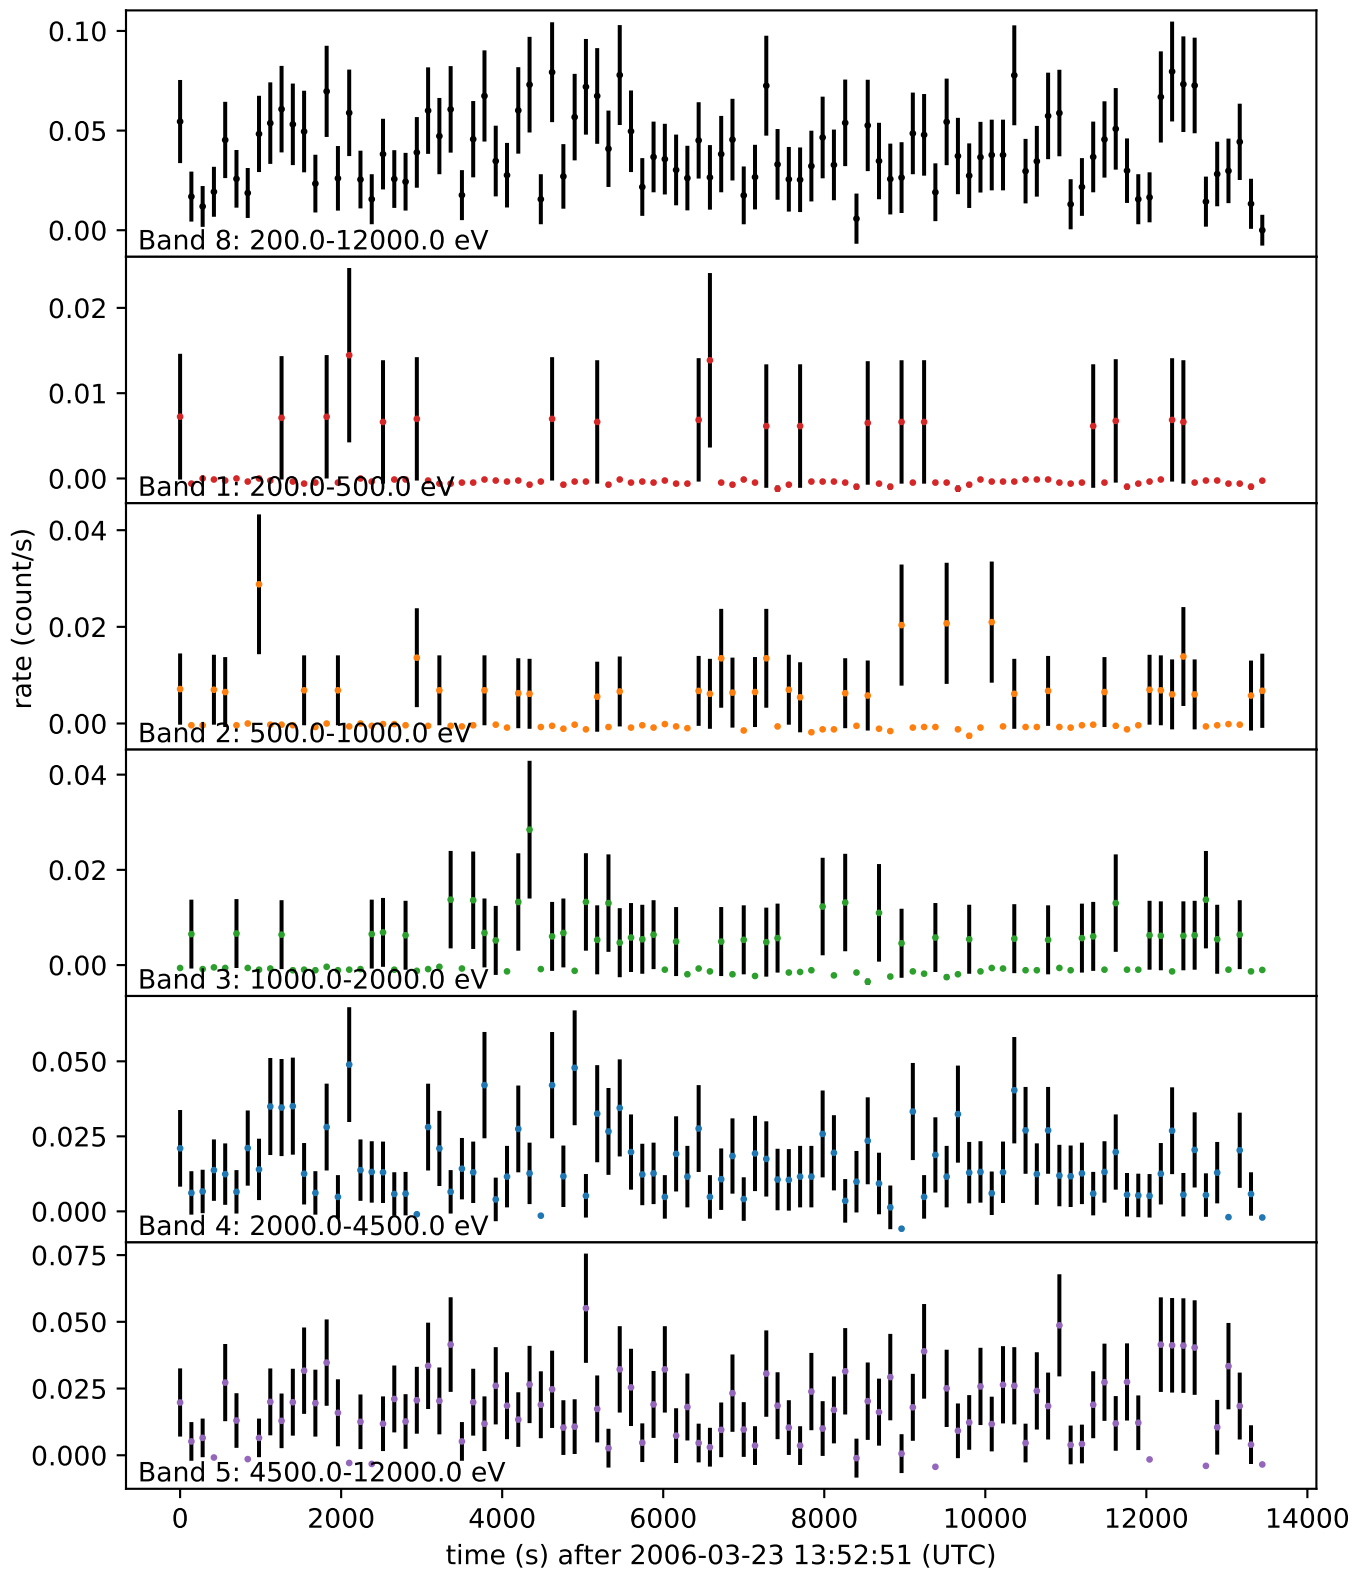 0.10
0.05
0.00
Band 8: 200.0-12000.0 eV
0.02
0.01
0.00
Band 1: 200.0-500.0 eV
rate (count/s)
0.04
0.02
0.00
Band 2: 500.0-1000.0 eV
0.04
0.02
0.00
Band 3: 1000.0-2000.0 eV
0.050
0.025
0.000
Band 4: 2000.0-4500.0 eV
0.075
0.050
0.025
0.000
Band 5: 4500.0-12000.0 eV
0 2000 4000 6000 8000 10000 12000 14000
time (s) after 2006-03-23 13:52:51 (UTC)